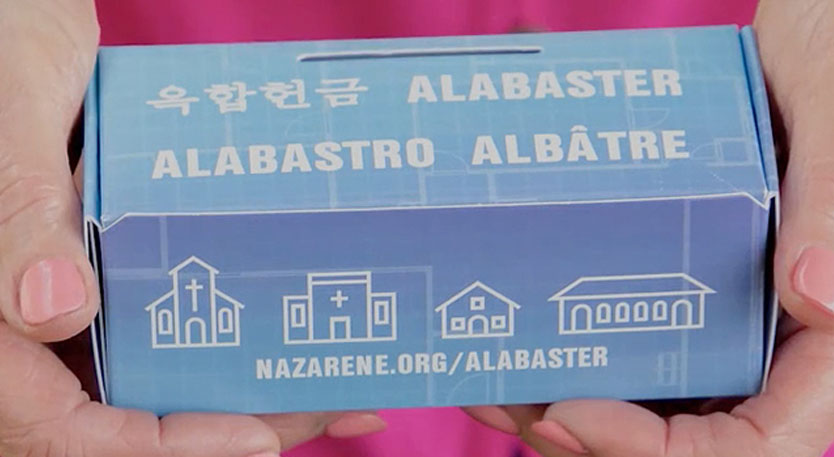 옥합헌금 ALABASTER
ALABASTRO ALBÂTRE
NAZARENE.ORG/ALABASTER